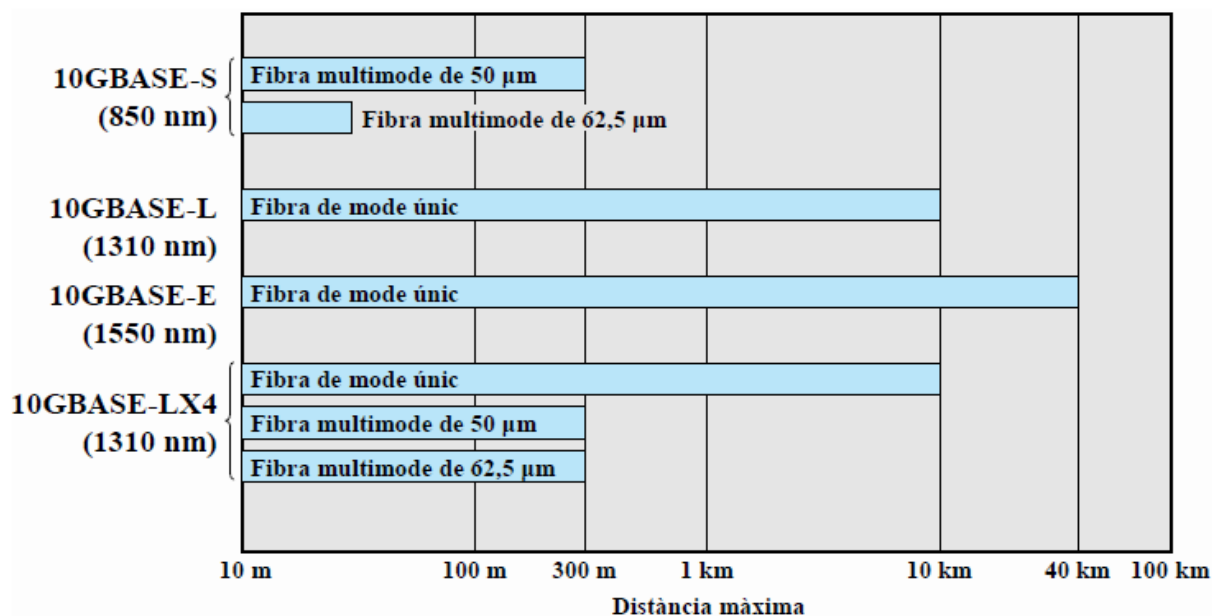 10GBASE-S
(850 nm)
Fibra multimode de 50 μm
Fibra multimode de 62,5 μm
10GBASE-L
(1310 nm)
Fibra de mode únic
10GBASE-E
(1550 nm)
Fibra de mode únic
10GBASE-LX4
(1310 nm)
Fibra de mode únic
Fibra multimode de 50 μm
Fibra multimode de 62,5 μm
10 m 100 m 300 m 1 km 10 km 40 km 100 km
Distància màxima